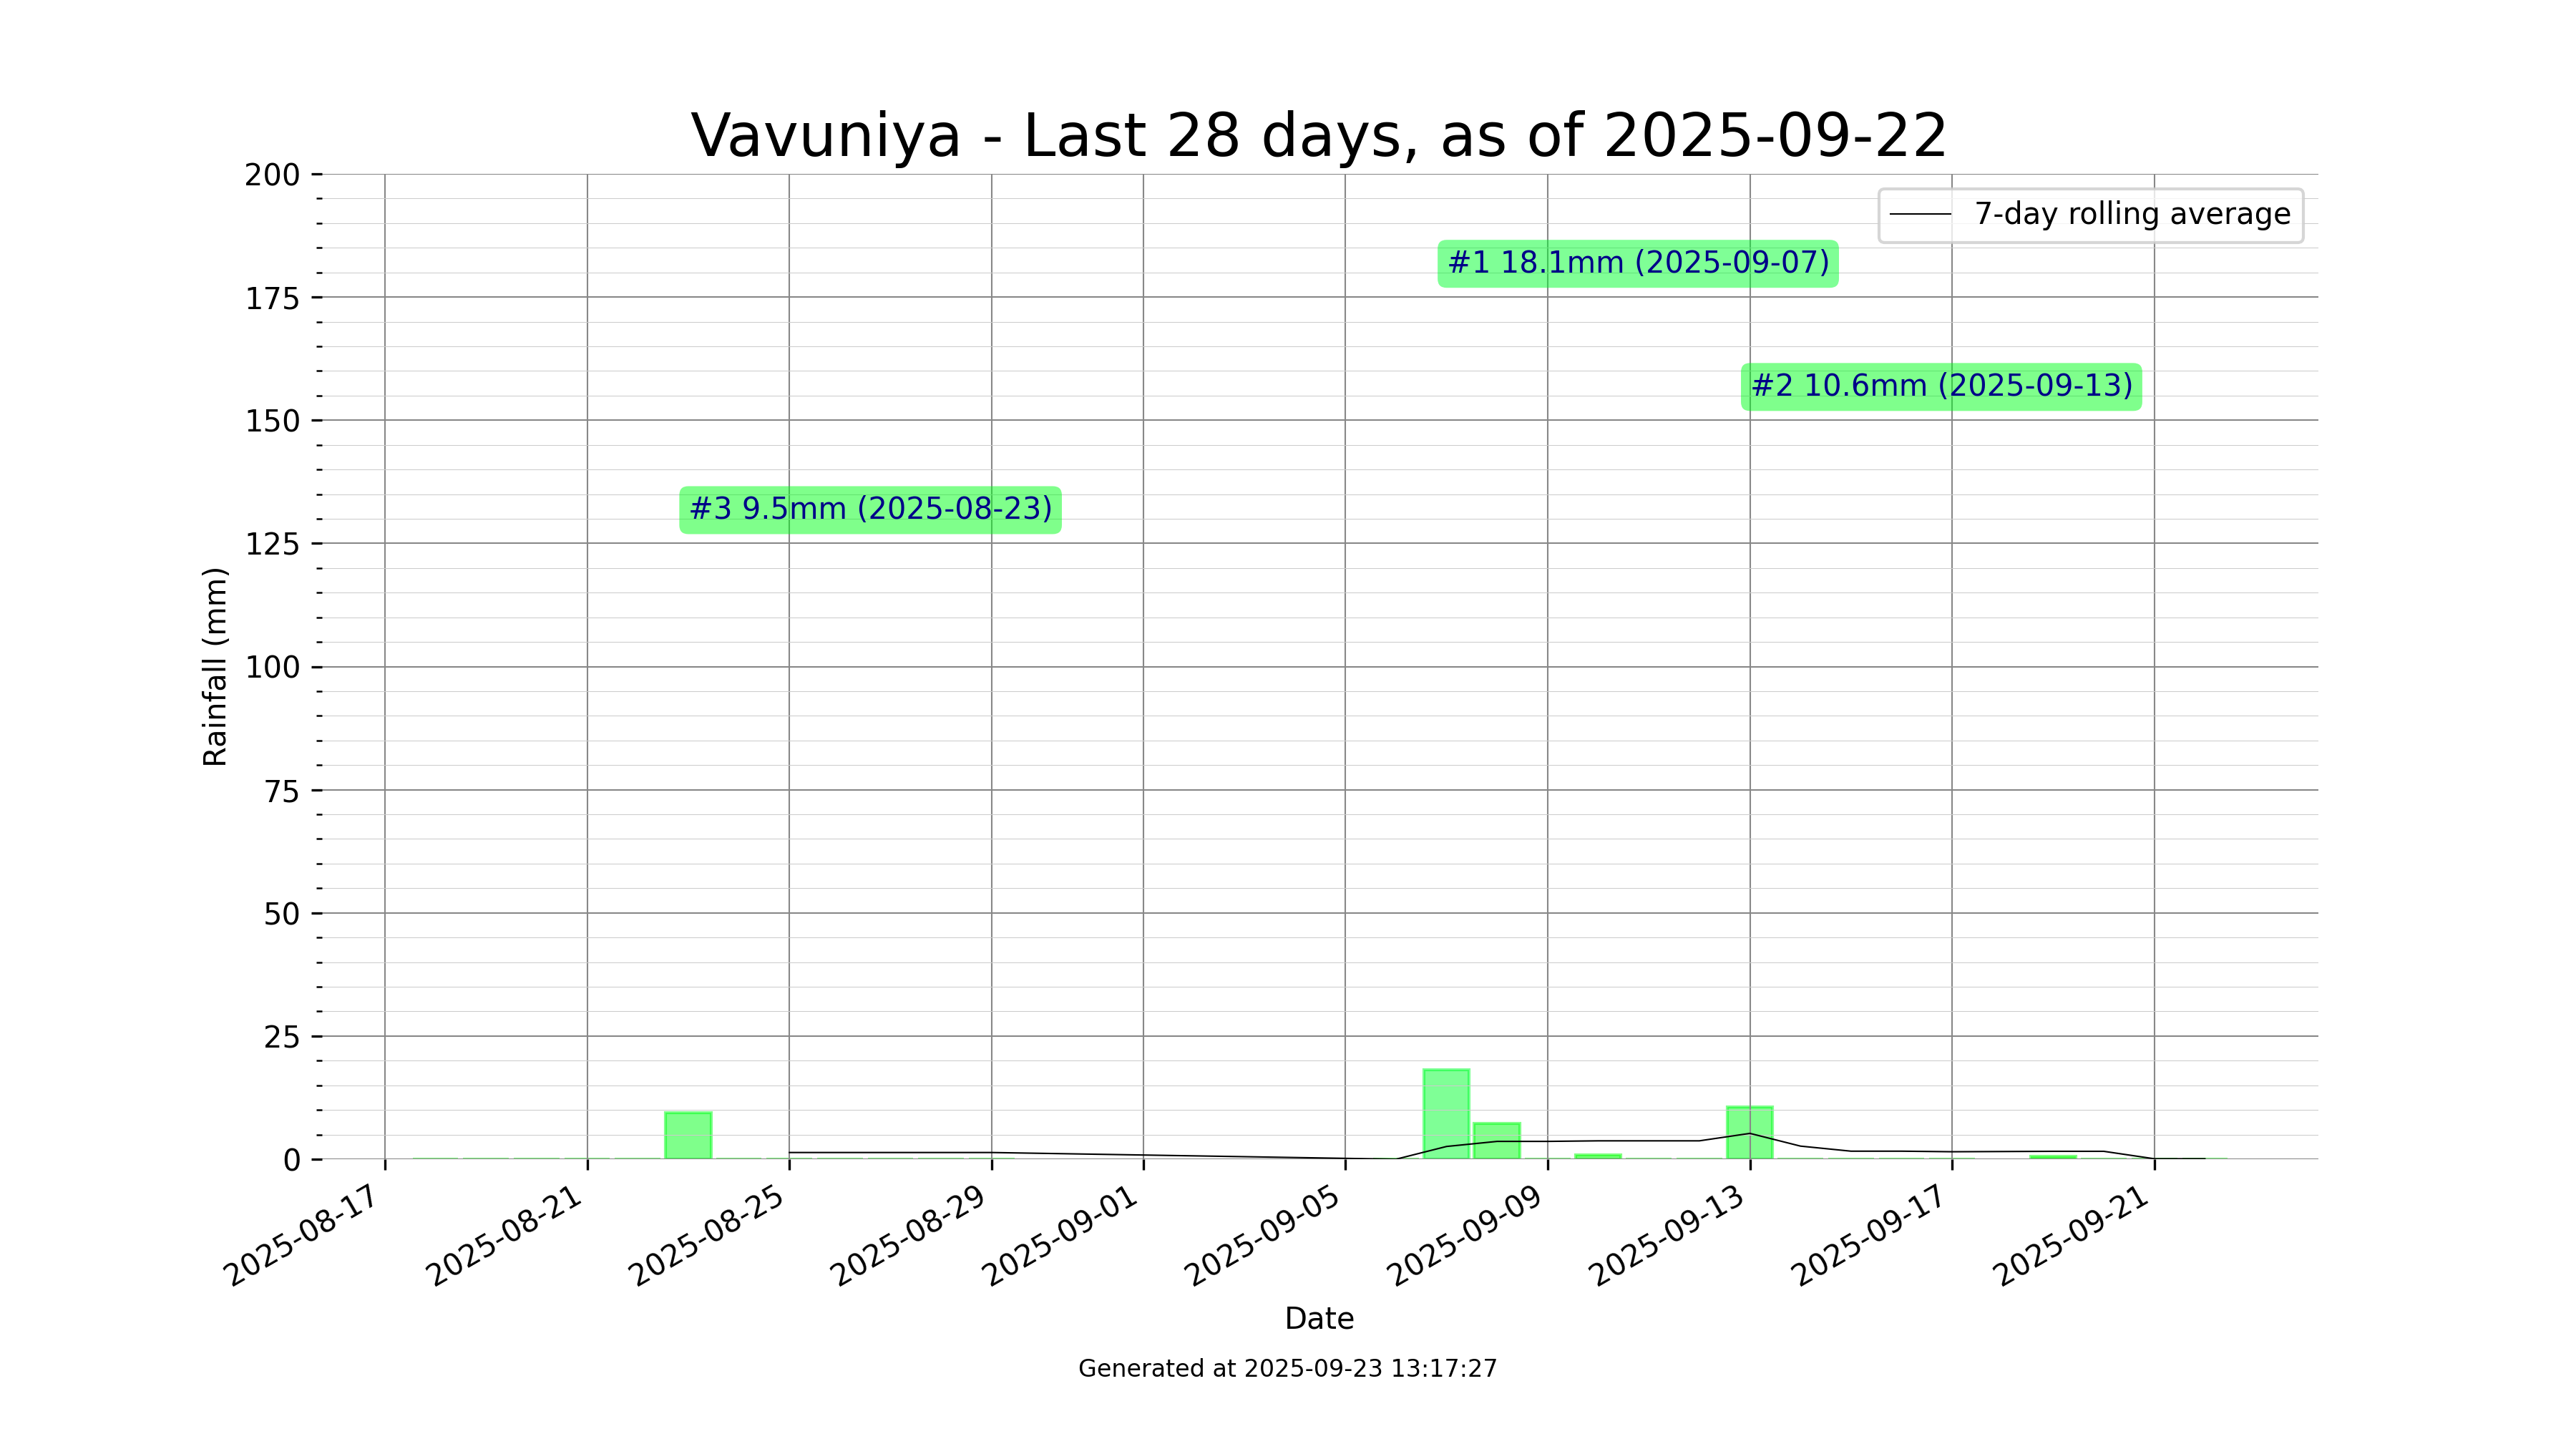 Vavuniya - Last 28 days, as of 2025-09-22
200
175
150
125
100
75
50
25
0
Rainfall (mm)
7-day rolling average
#1 18.1mm (2025-09-07)
#2 10.6mm (2025-09-13)
#3 9.5mm (2025-08-23)
2025-08-17
2025-08-21
2025-08-25
2025-08-29
2025-09-01
2025-09-05
2025-09-09
2025-09-13
2025-09-17
2025-09-21
Date
Generated at 2025-09-23 13:17:27